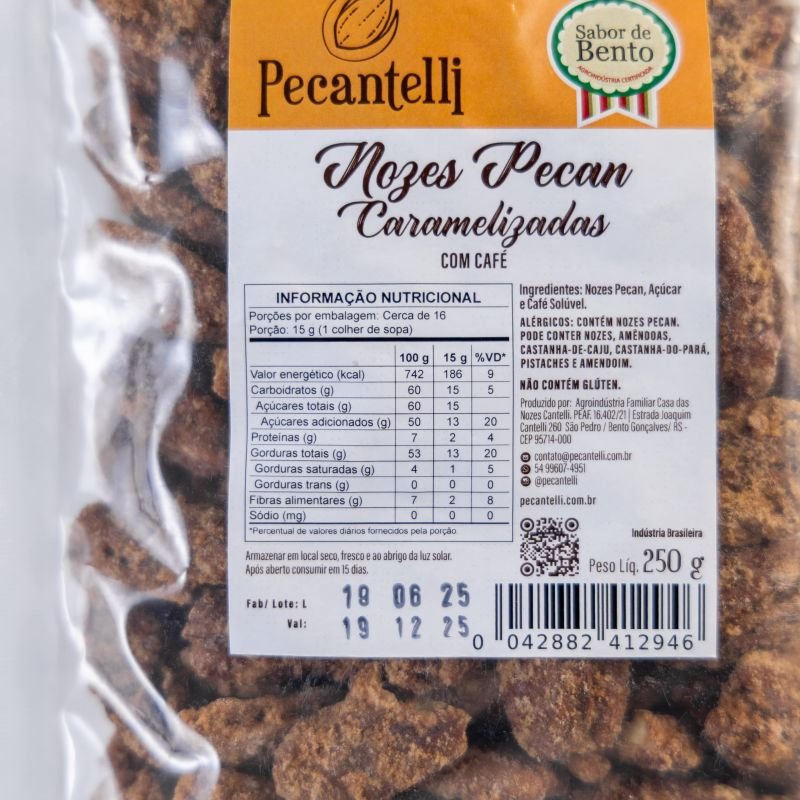 Pecantelli
Sabor de
Bento
AGROINDÚSTRIA CERTIFICADA
Nozes Pecan
Caramelizadas
COM CAFÉ
INFORMAÇÃO NUTRICIONAL
Porções por embalagem: Cerca de 16
Porção: 15 g (1 colher de sopa)
100 g 15 g %VD*
Valor energético (kcal) 742 186 9
Carboidratos (g) 60 15 5
Açúcares totais (g) 60 15
Açúcares adicionados (g) 50 13 20
Proteínas (g) 7 2 4
Gorduras totais (g) 53 13 20
Gorduras saturadas (g) 4 1 5
Gorduras trans (g) 0 0 0
Fibras alimentares (g) 7 2 8
Sódio (mg) 0 0 0
*Percentual de valores diários fornecidos pela porção
Ingredientes: Nozes Pecan, Açúcar
e Café Solúvel.
ALÉRGICOS: CONTÉM NOZES PECAN.
PODE CONTER NOZES, AMÊNDOAS,
CASTANHA-DE-CAJU, CASTANHA-DO-PARÁ,
PISTACHES E AMENDOIM.
NÃO CONTÉM GLÚTEN.
Produzido por: Agroindústria Familiar Casa das
Nozes Cantelli. PEAF. 16.402/21 | Estrada Joaquim
Cantelli 260 São Pedro / Bento Gonçalves/ RS -
CEP 95714-000
contato@pecantelli.com.br
54 99607-4951
@pecantelli
pecantelli.com.br
Indústria Brasileira
Peso Líq. 250 g
Armazenar em local seco, fresco e ao abrigo da luz solar.
Após aberto consumir em 15 dias.
Fab/ Lote: L 19 06 25
Val: 19 12 25
0 042882 412946